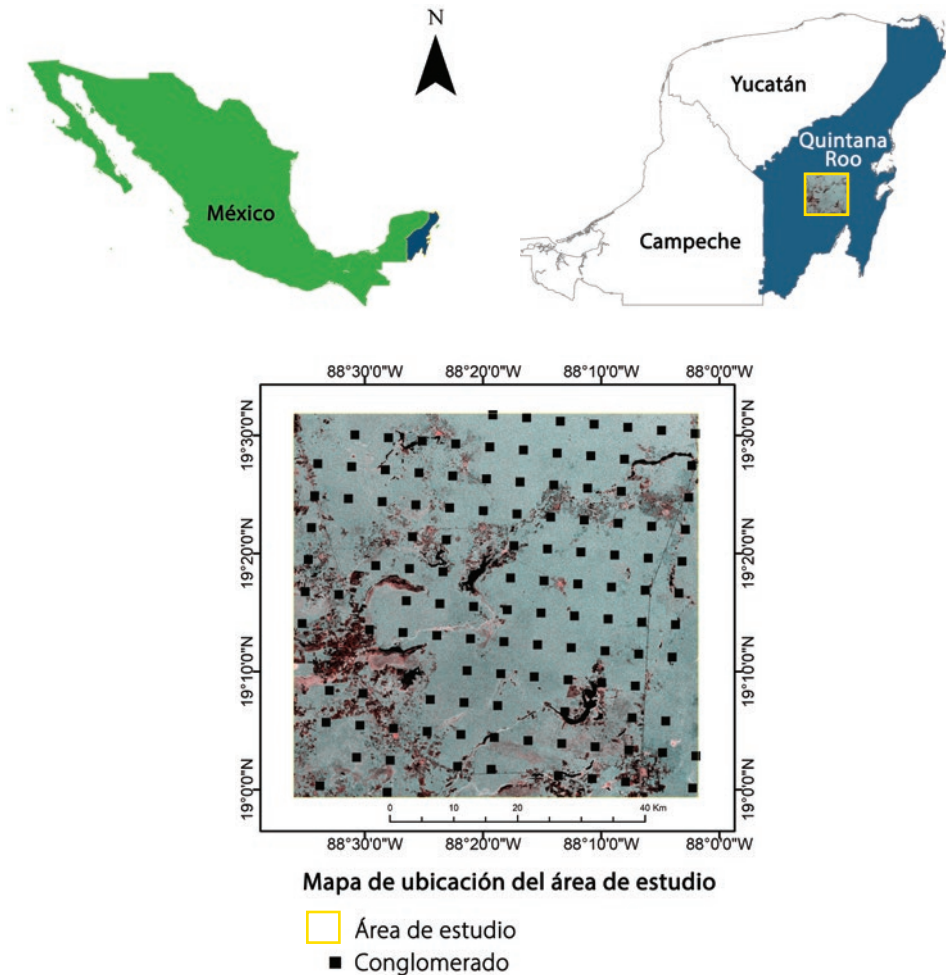 N
México
Yucatán
Quintana
Roo
Campeche
88°30'0"W 88°20'0"W 88°10'0"W 88°0'0"W
19°30'0"N 19°30'0"N
19°20'0"N 19°20'0"N
19°10'0"N 19°10'0"N
19°0'0"N 19°0'0"N
0 10 20 40 Km
88°30'0"W 88°20'0"W 88°10'0"W 88°0'0"W
Mapa de ubicación del área de estudio
Área de estudio
Conglomerado